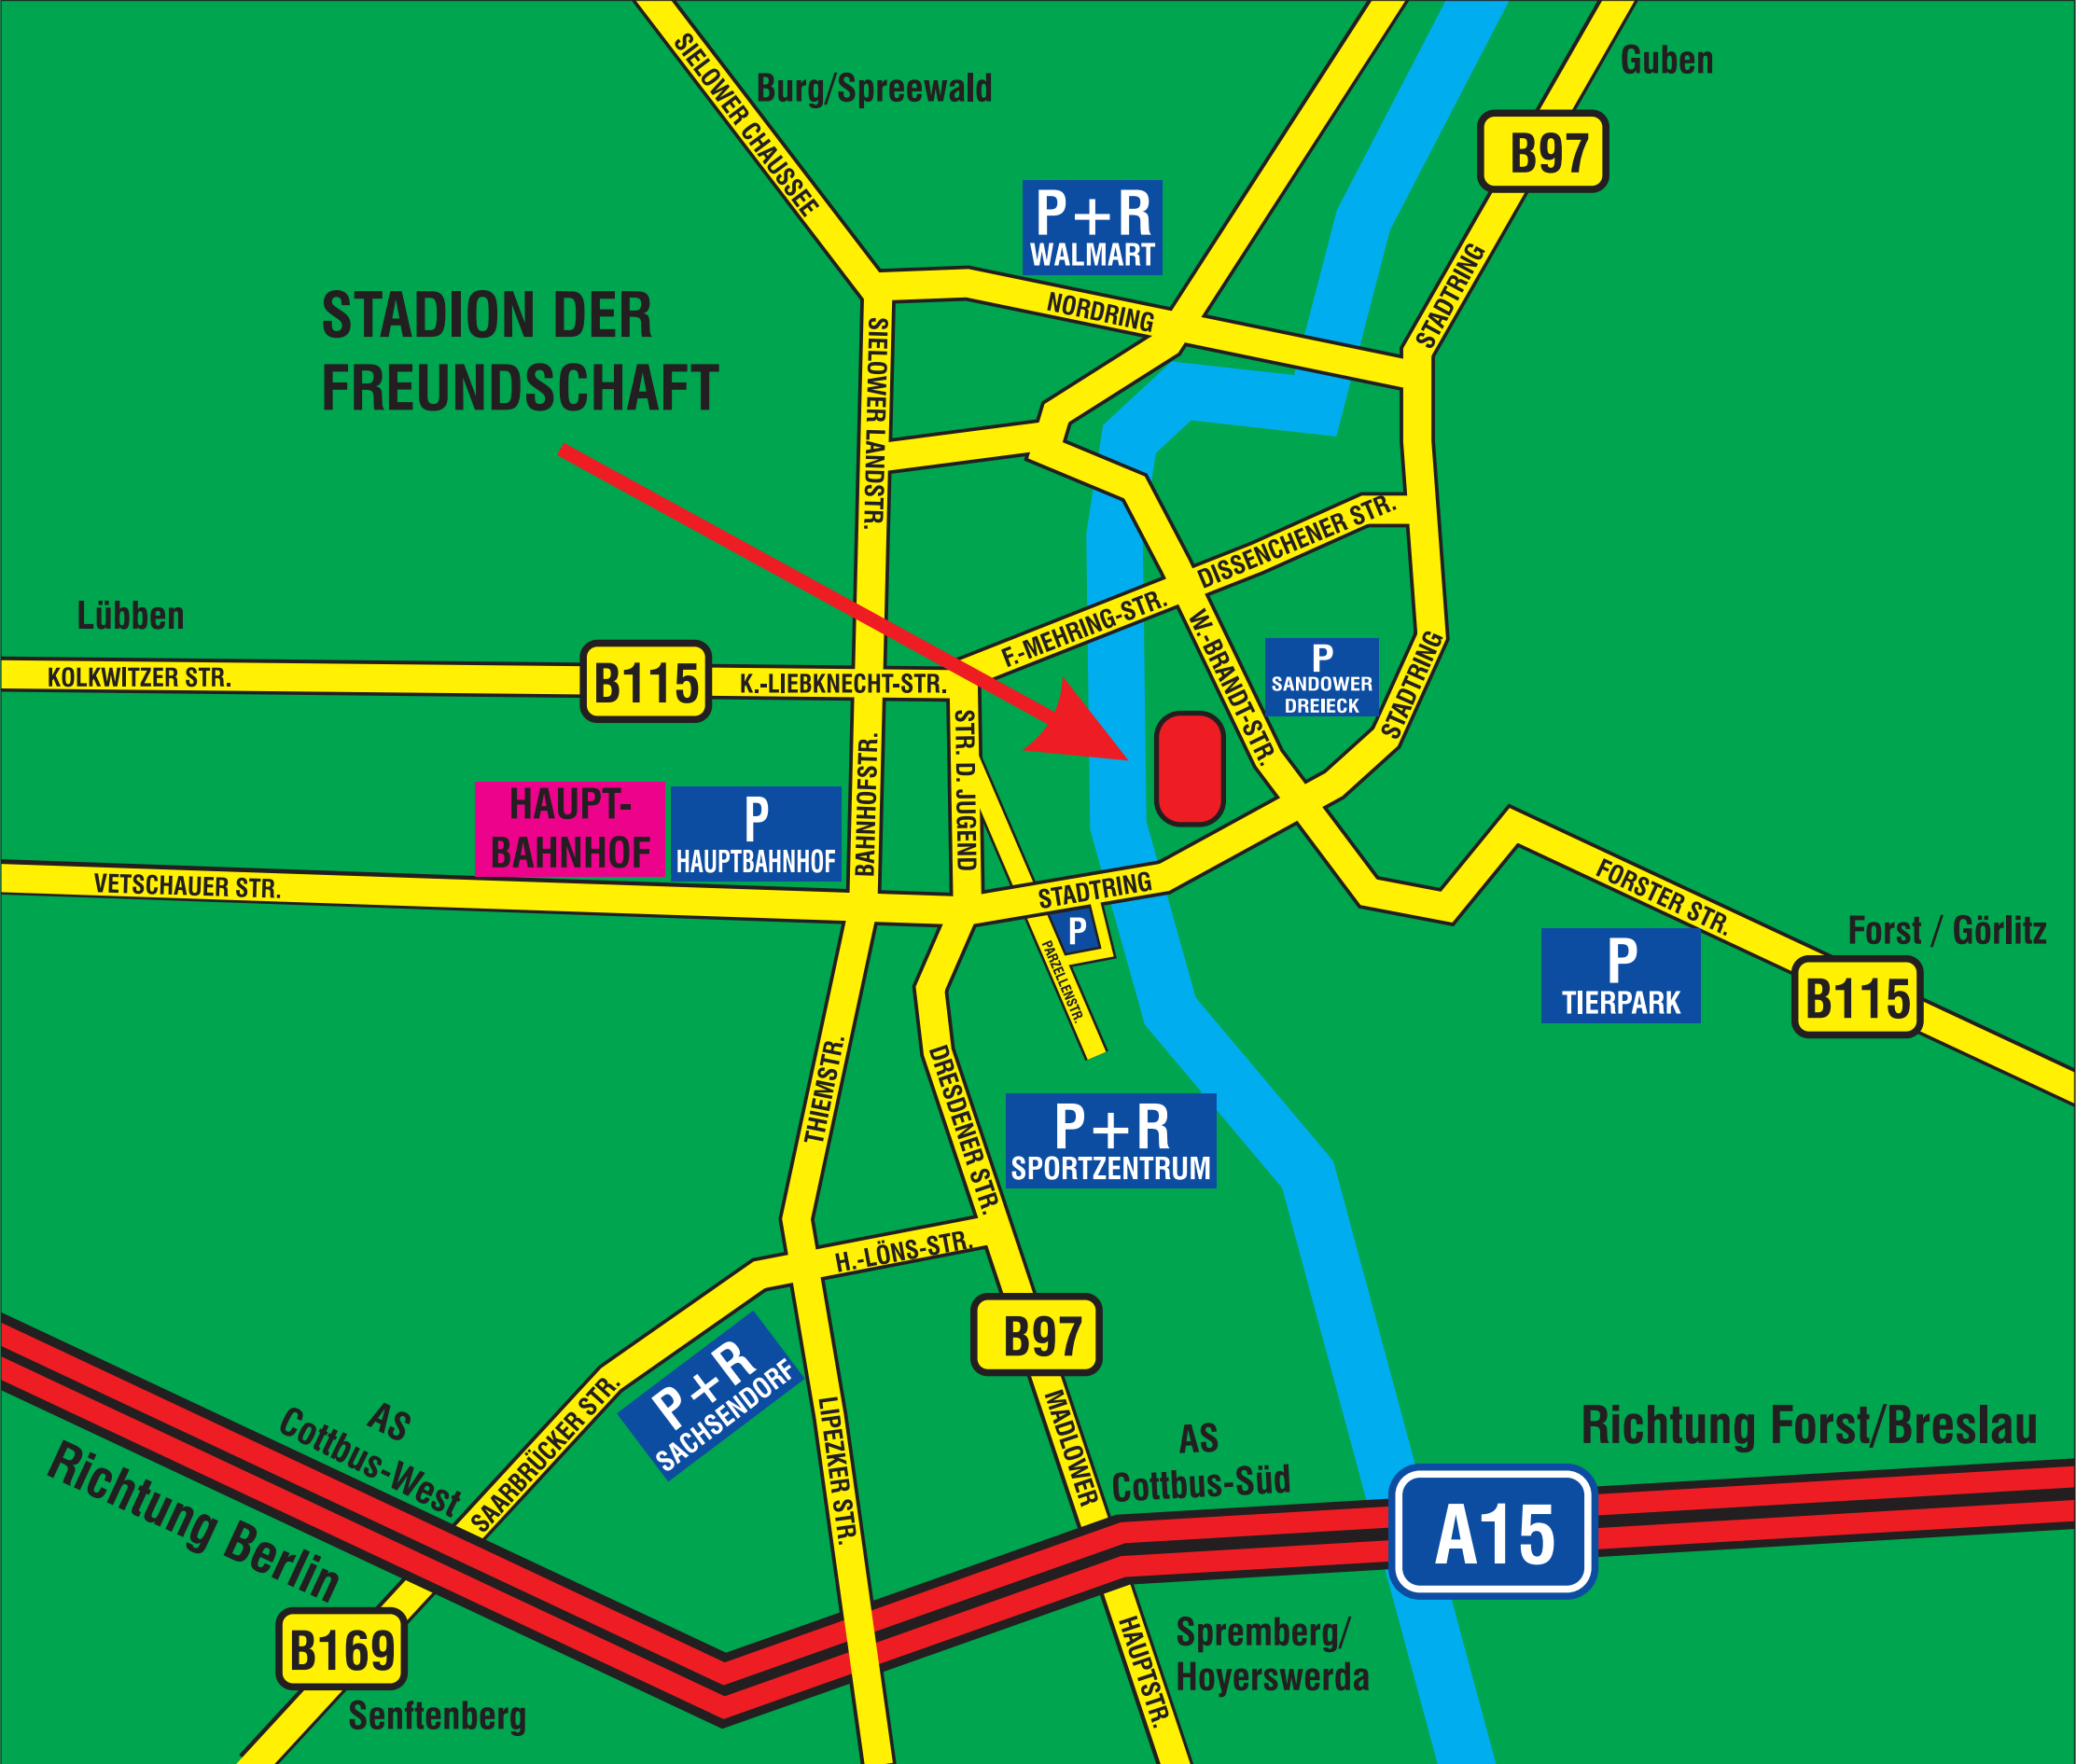 SIELOWER CHAUSSEE
Burg/Spreewald
Guben
B97
P+R
WALMART
STADTRING
NORDRING
STADION DER
FREUNDSCHAFT
SIELOWER LANDSTR.
DISSENCHENER STR.
F.-MEHRING-STR.
W.-BRANDT-STR.
P
SANDOWER
DREIECK
STADTRING
Lübben
KOLKWITZER STR.
B115
K.-LIEBKNECHT-STR.
STR. D. JUGEND
BAHNHOFSTR.
HAUPT-
BAHNHOF
P
HAUPTBAHNHOF
VETSCHAUER STR.
STADTRING
P
PARZELLENSTR.
FORSTER STR.
Forst / Görlitz
P
TIERPARK
B115
THIEMSTR.
DRESDENER STR.
P+R
SPORTZENTRUM
H.-LÖNS-STR.
B97
P+R
SACHSENDORF
SAARBRÜCKER STR.
LIPEZKER STR.
MADLOWER
HAUPTSTR.
AS
Cottbus-West
Richtung Berlin
AS
Cottbus-Süd
Richtung Forst/Breslau
A15
B169
Senftenberg
Spremberg/
Hoyerswerda